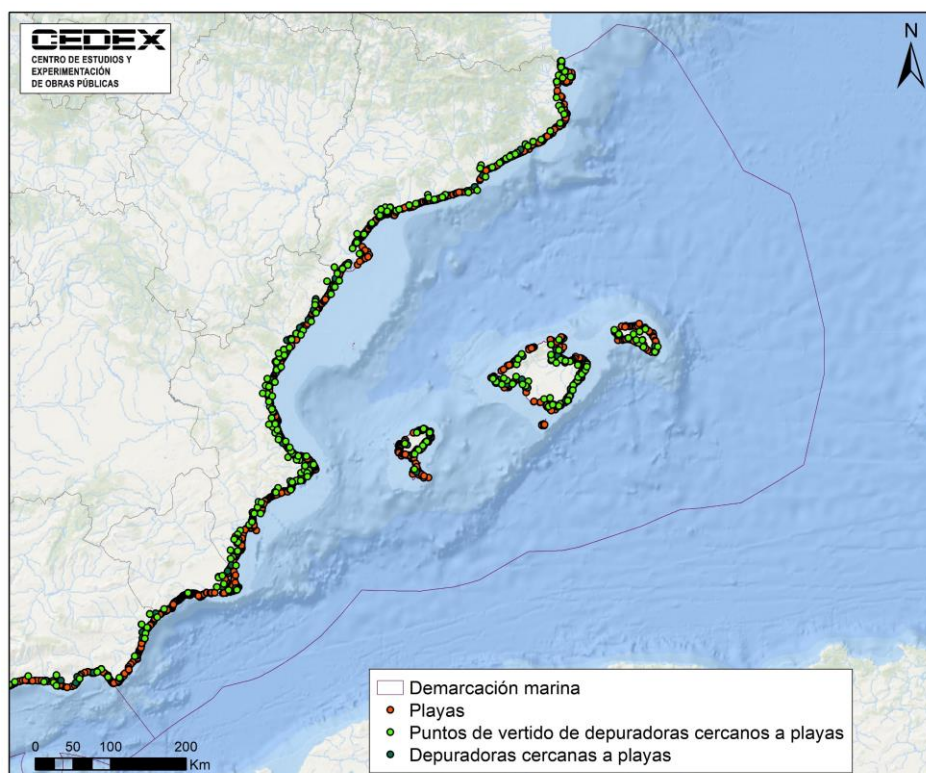 CEDEX
CENTRO DE ESTUDIOS Y
EXPERIMENTACIÓN
DE OBRAS PÚBLICAS
N
Demarcación marina
Playas
Puntos de vertido de depuradoras cercanos a playas
Depuradoras cercanas a playas
0 50 100 200
Km